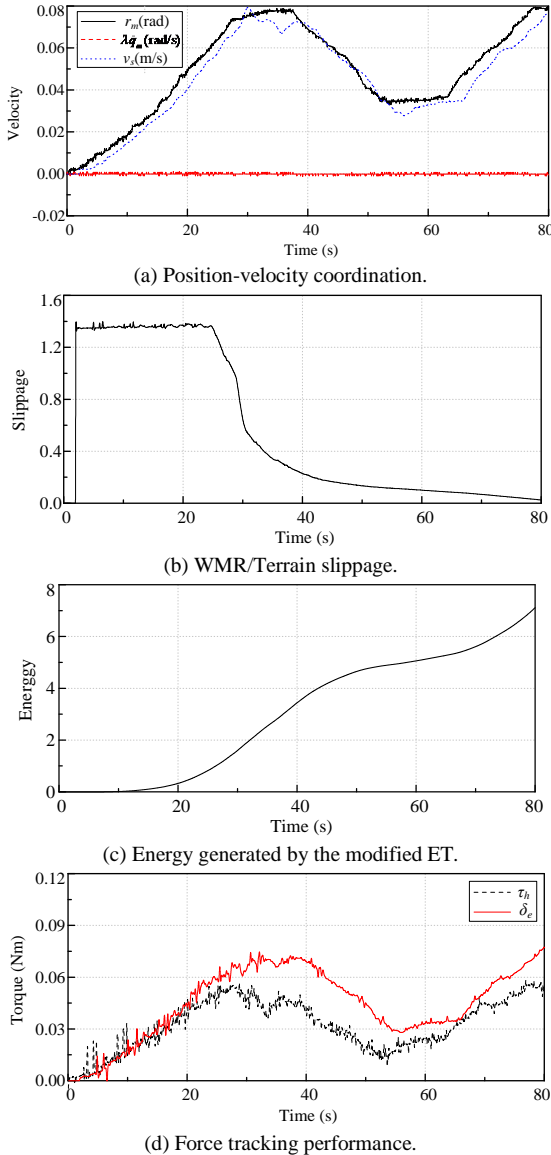 0.08
0.06
0.04
0.02
0.00
-0.02
Velocity
r_m(rad)
(rad/s)
v_s(m/s)
0 20 40 60 80
Time (s)
(a) Position-velocity coordination.
1.6
1.2
0.8
0.4
0.0
Slippage
0 20 40 60 80
Time (s)
(b) WMR/Terrain slippage.
8
6
4
2
0
Energgy
0 20 40 60 80
Time (s)
(c) Energy generated by the modified ET.
0.12
0.09
0.06
0.03
0.00
Torque (Nm)
τ_h
δ_e
0 20 40 60 80
Time (s)
(d) Force tracking performance.